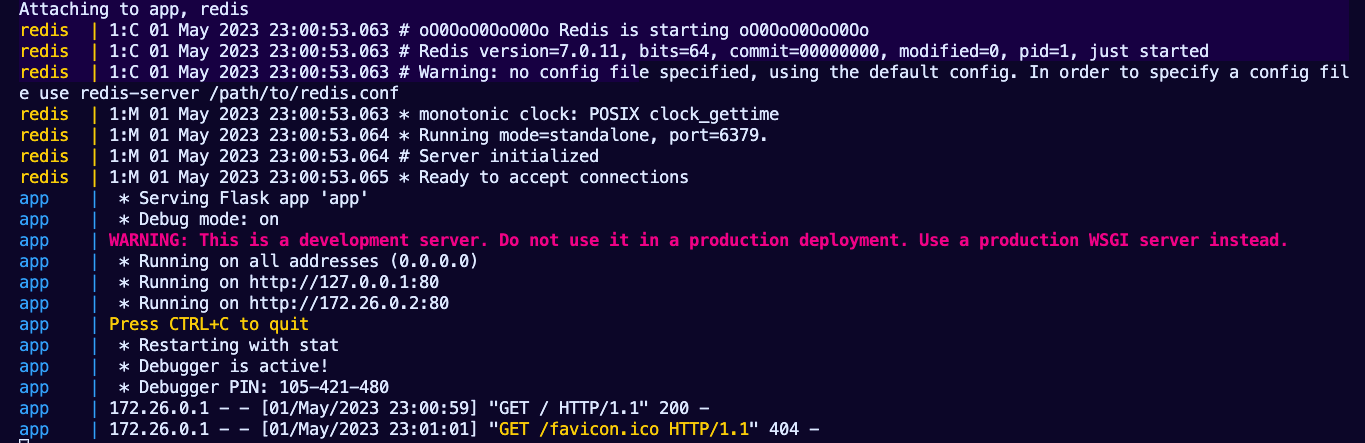 Attaching to app, redis
redis  | 1:C 01 May 2023 23:00:53.063 # oO0OoO0OoO0Oo Redis is starting oO0OoO0OoO0Oo
redis  | 1:C 01 May 2023 23:00:53.063 # Redis version=7.0.11, bits=64, commit=00000000, modified=0, pid=1, just started
redis  | 1:C 01 May 2023 23:00:53.063 # Warning: no config file specified, using the default config. In order to specify a config fil
e use redis-server /path/to/redis.conf
redis  | 1:M 01 May 2023 23:00:53.063 * monotonic clock: POSIX clock_gettime
redis  | 1:M 01 May 2023 23:00:53.064 * Running mode=standalone, port=6379.
redis  | 1:M 01 May 2023 23:00:53.064 # Server initialized
redis  | 1:M 01 May 2023 23:00:53.065 * Ready to accept connections
app    |  * Serving Flask app 'app'
app    |  * Debug mode: on
app    | WARNING: This is a development server. Do not use it in a production deployment. Use a production WSGI server instead.
app    |  * Running on all addresses (0.0.0.0)
app    |  * Running on http://127.0.0.1:80
app    |  * Running on http://172.26.0.2:80
app    | Press CTRL+C to quit
app    |  * Restarting with stat
app    |  * Debugger is active!
app    |  * Debugger PIN: 105-421-480
app    | 172.26.0.1 - - [01/May/2023 23:00:59] "GET / HTTP/1.1" 200 -
app    | 172.26.0.1 - - [01/May/2023 23:01:01] "GET /favicon.ico HTTP/1.1" 404 -